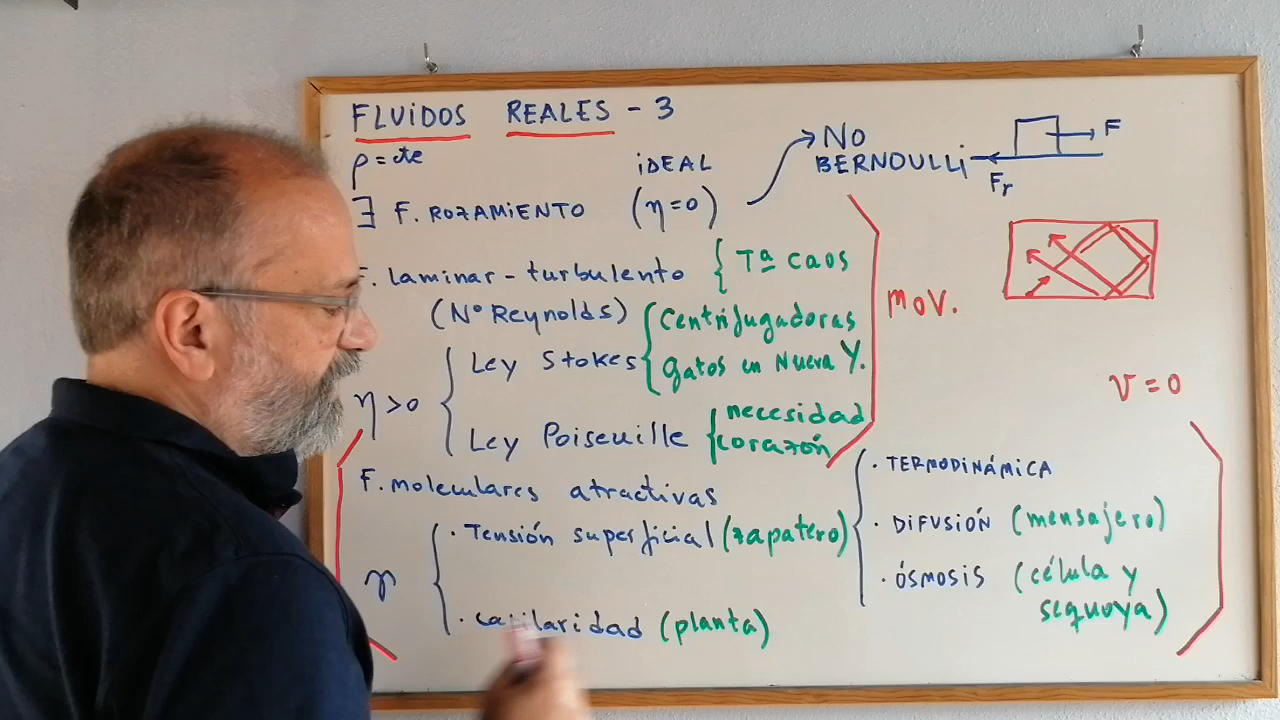 FLUIDOS REALES - 3
ρ = cte
IDEAL
∃ F. ROZAMIENTO (η=0)
NO
BERNOULLI
F
Fr
F. laminar - turbulento { Tª caos
(Nº Reynolds)
η>0
Ley Stokes { Centrifugadoras
gatos en Nueva Y.
Ley Poiseuille { necesidad
corazón
MOV.
v = 0
F. moleculares atractivas
γ
· Tensión superficial (zapatero)
· capilaridad (planta)
· TERMODINÁMICA
· DIFUSIÓN (mensajero)
· ÓSMOSIS (célula y
sequoya)